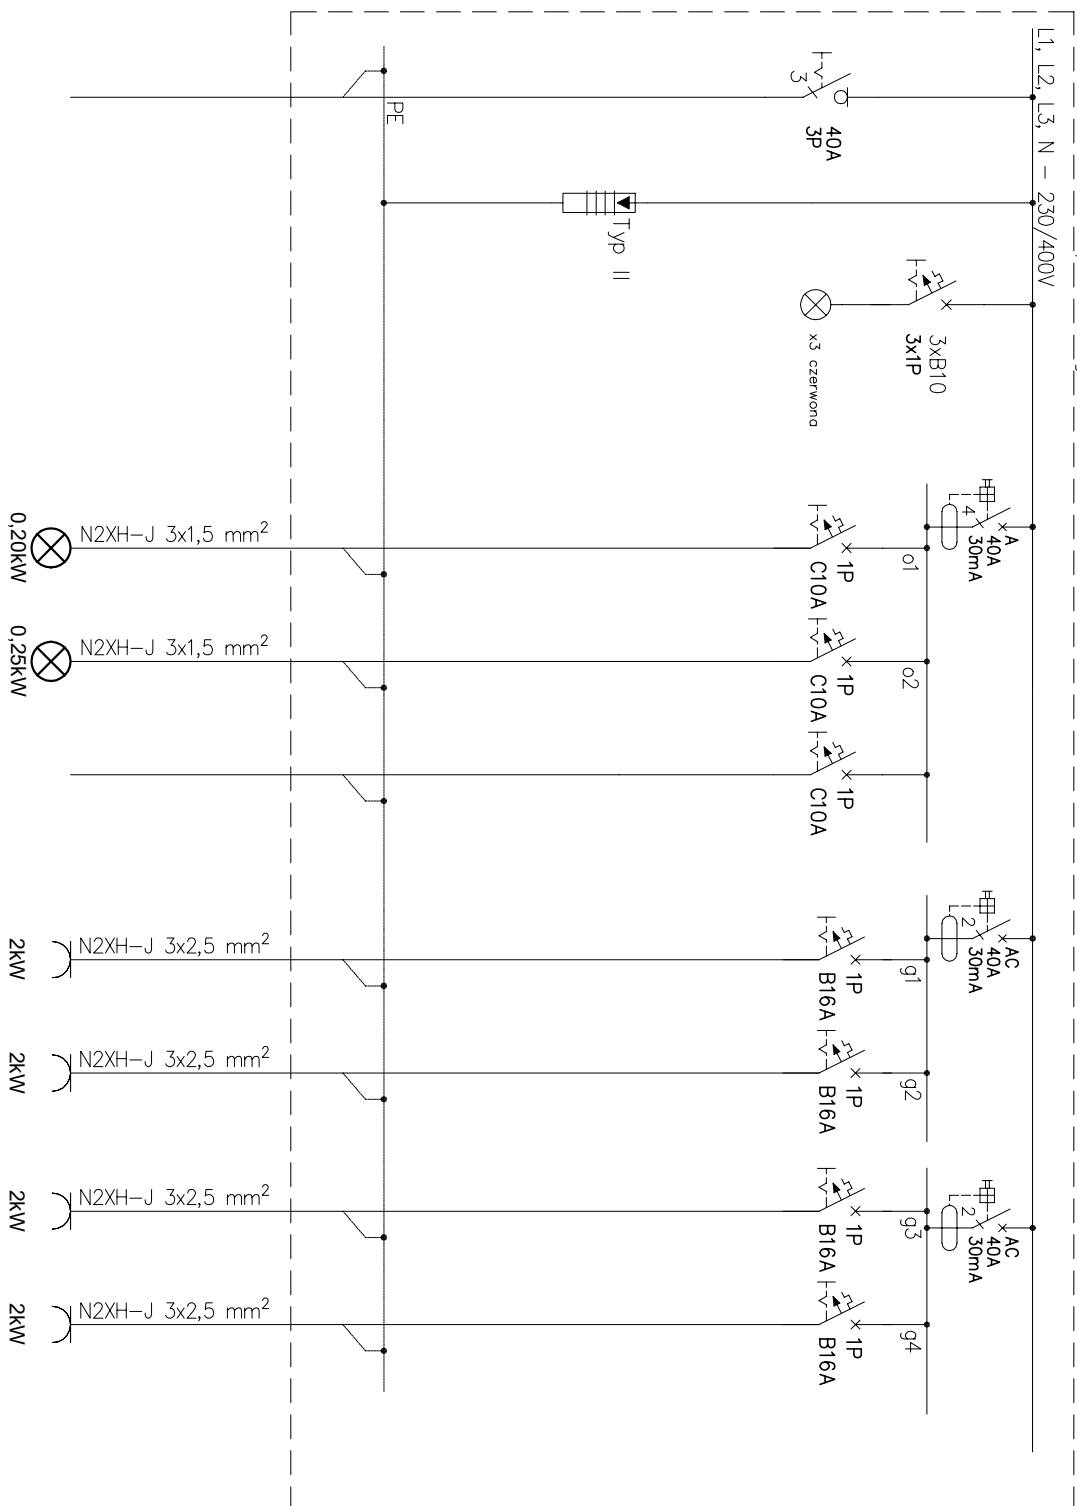 L1, L2, L3, N - 230/400V
3
40A
3P
PE
Typ II
3xB10
3x1P
x3 czerwona
A
40A
30mA
4
o1
1P
C10A
N2XH-J 3x1,5 mm²
0,20kW
o2
1P
C10A
N2XH-J 3x1,5 mm²
0,25kW
1P
C10A
AC
40A
30mA
2
g1
1P
B16A
N2XH-J 3x2,5 mm²
2kW
g2
1P
B16A
N2XH-J 3x2,5 mm²
2kW
AC
40A
30mA
2
g3
1P
B16A
N2XH-J 3x2,5 mm²
2kW
g4
1P
B16A
N2XH-J 3x2,5 mm²
2kW